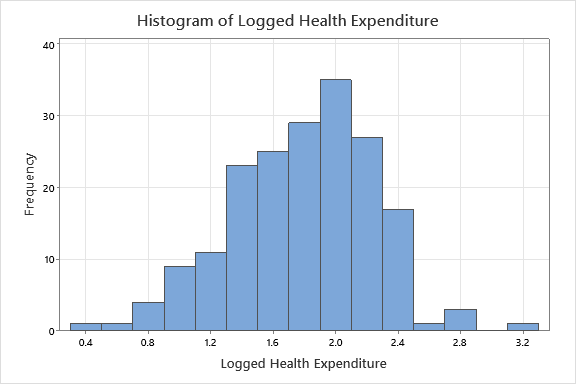 Histogram of Logged Health Expenditure
40
30
20
10
0
Frequency
0.4 0.8 1.2 1.6 2.0 2.4 2.8 3.2
Logged Health Expenditure